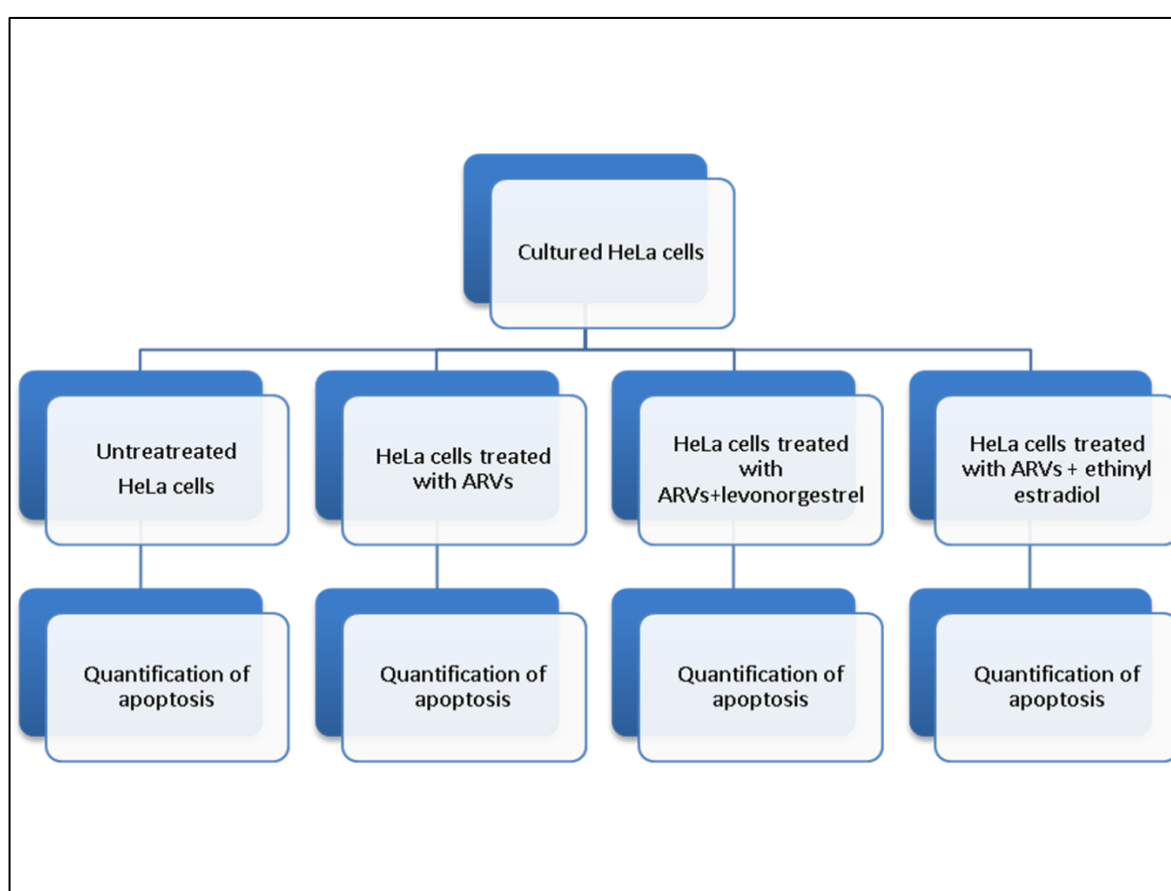 Cultured HeLa cells
Untreatreated
HeLa cells
HeLa cells treated
with ARVs
HeLa cells treated
with
ARVs+levonorgestrel
HeLa cells treated
with ARVs + ethinyl
estradiol
Quantification of
apoptosis
Quantification of
apoptosis
Quantification of
apoptosis
Quantification of
apoptosis